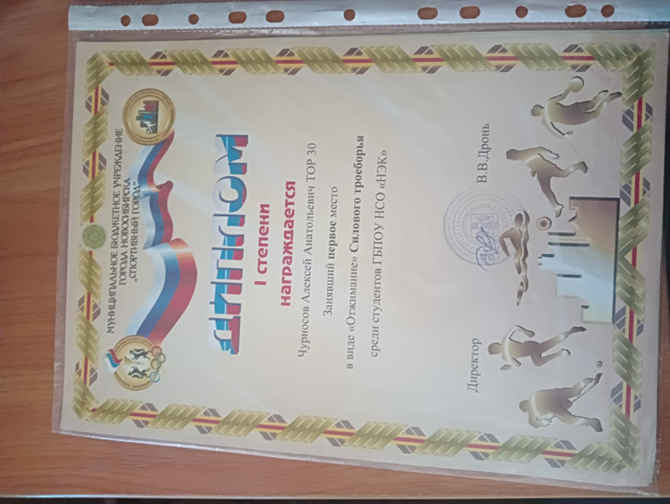 МУНИЦИПАЛЬНОЕ БЮДЖЕТНОЕ УЧРЕЖДЕНИЕ
ГОРОДА НОВОСИБИРСКА
„СПОРТИВНЫЙ ГОРОД"
ДИПЛОМ
I степени
награждается
Чурносов Алексей Анатольевич ТОР 30
Занявший первое место
в виде «Отжимание» Силового троеборья
среди студентов ГБПОУ НСО «НЭК»
Директор В.В.Дронь